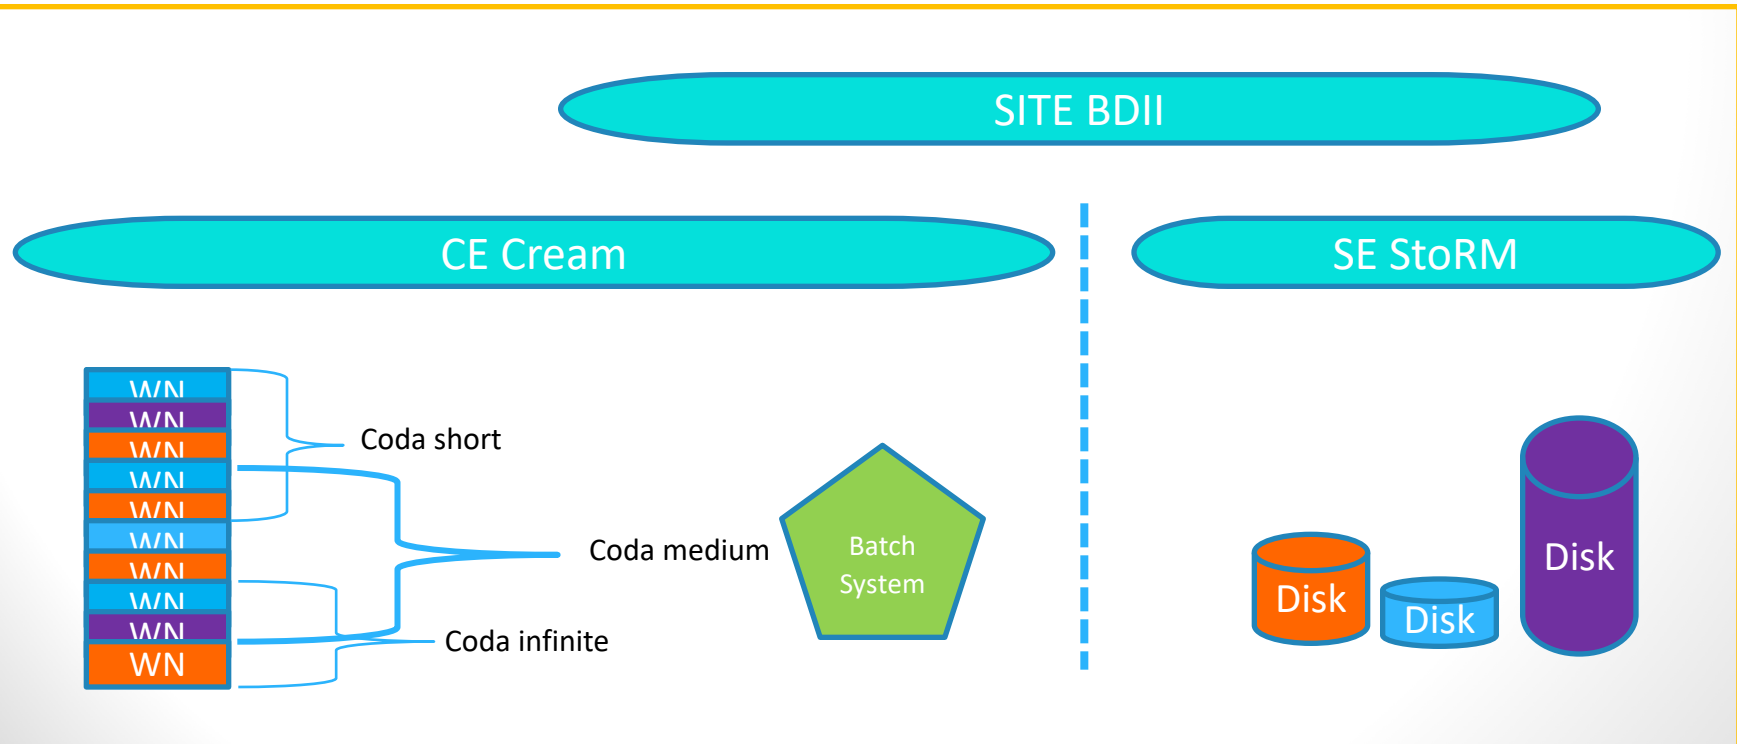 SITE BDII
CE Cream
SE StoRM
WN
WN
WN
WN
WN
WN
WN
WN
WN
WN
Coda short
Coda medium
Coda infinite
Batch
System
Disk
Disk
Disk